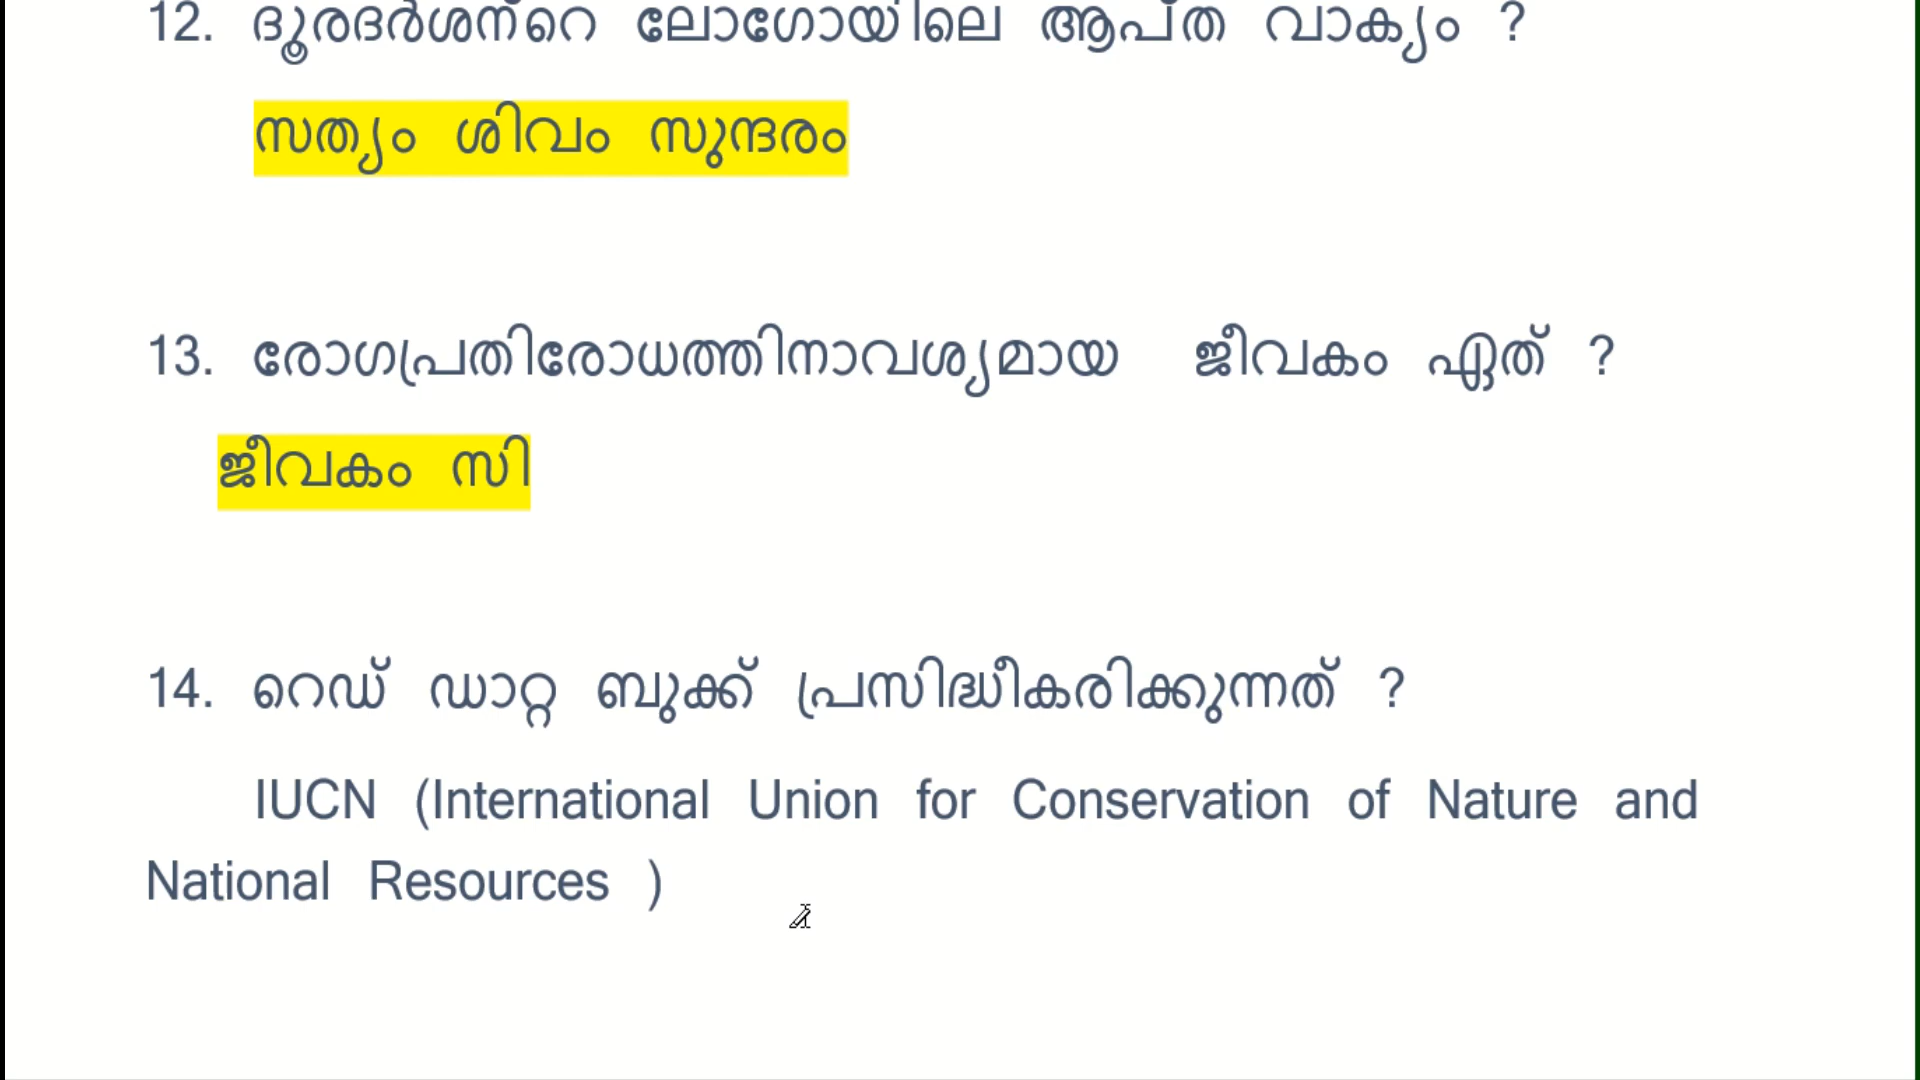 12. ദൂരദർശന്റെ ലോഗോയിലെ ആപ്ത വാക്യം ?
സത്യം ശിവം സുന്ദരം
13. രോഗപ്രതിരോധത്തിനാവശ്യമായ ജീവകം ഏത് ?
ജീവകം സി
14. റെഡ് ഡാറ്റ ബുക്ക് പ്രസിദ്ധീകരിക്കുന്നത് ?
IUCN (International Union for Conservation of Nature and
National Resources )